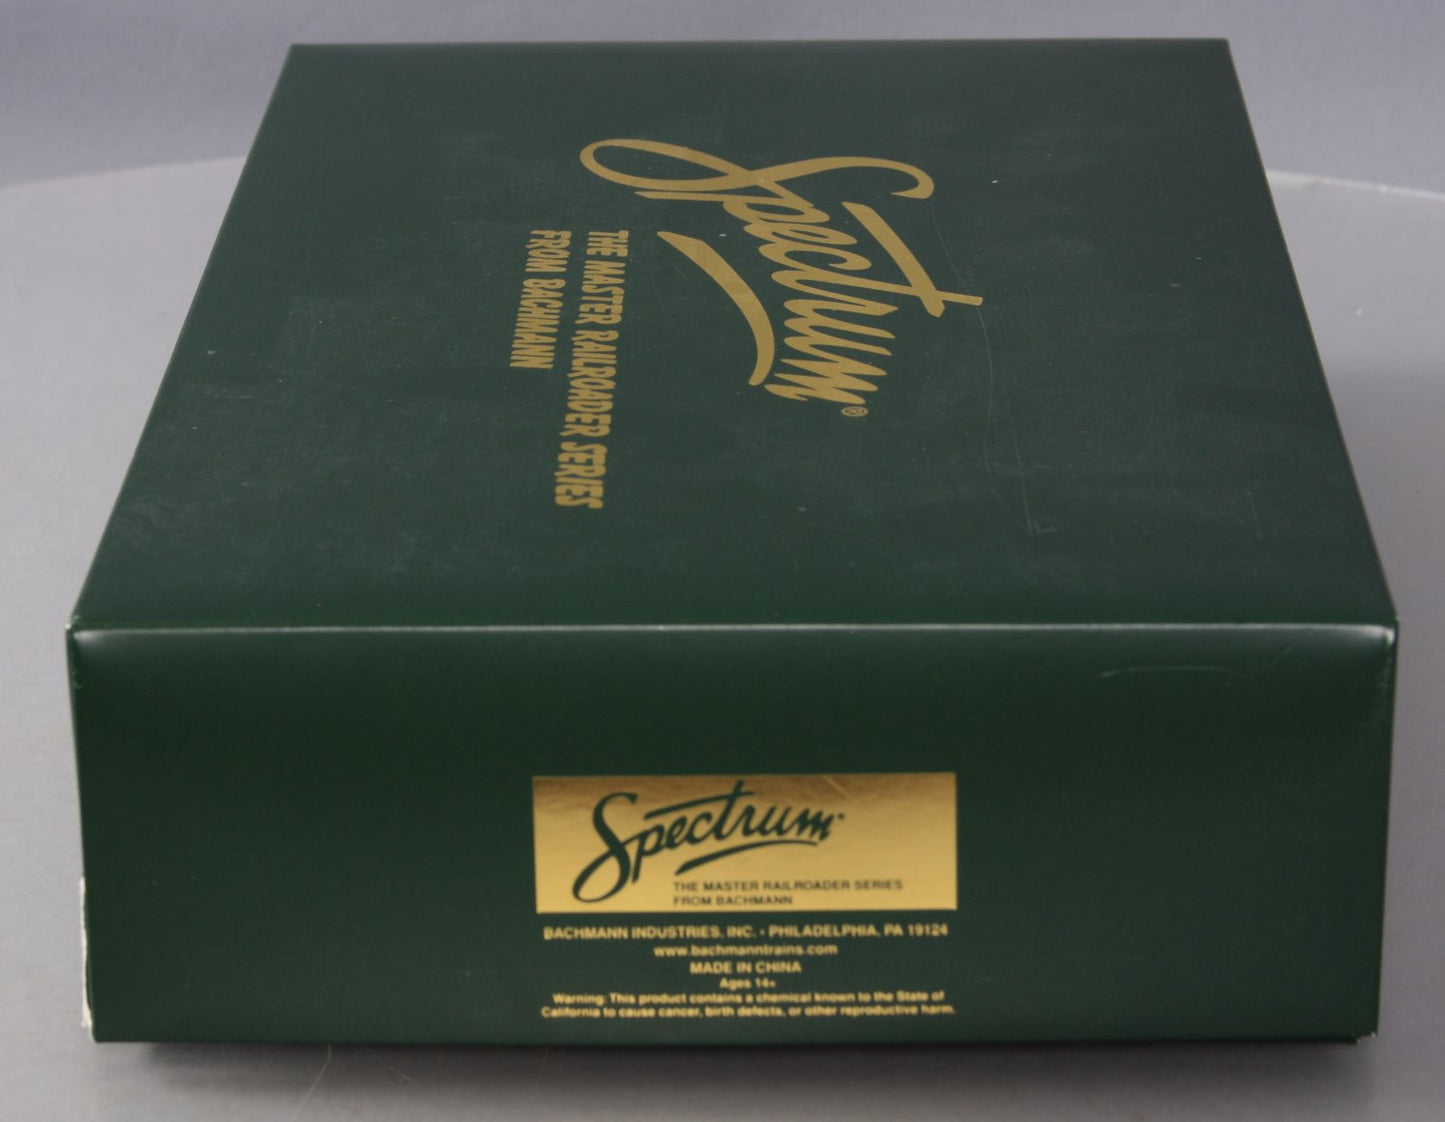 Spectrum®
THE MASTER RAILROADER SERIES
FROM BACHMANN
Spectrum®
THE MASTER RAILROADER SERIES
FROM BACHMANN
BACHMANN INDUSTRIES, INC. • PHILADELPHIA, PA 19124
www.bachmanntrains.com
MADE IN CHINA
Ages 14+
Warning: This product contains a chemical known to the State of
California to cause cancer, birth defects, or other reproductive harm.